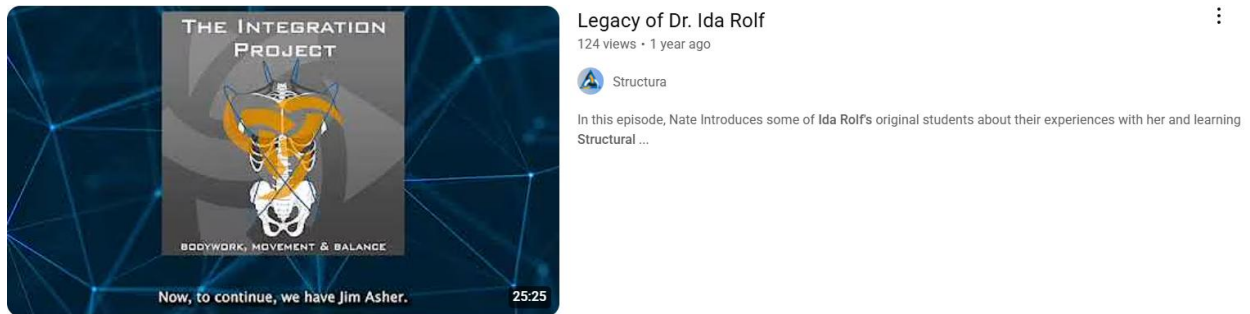 THE INTEGRATION
PROJECT
BODYWORK, MOVEMENT & BALANCE
Now, to continue, we have Jim Asher.
25:25
Legacy of Dr. Ida Rolf
124 views • 1 year ago
Structura
In this episode, Nate Introduces some of Ida Rolf's original students about their experiences with her and learning
Structural ...